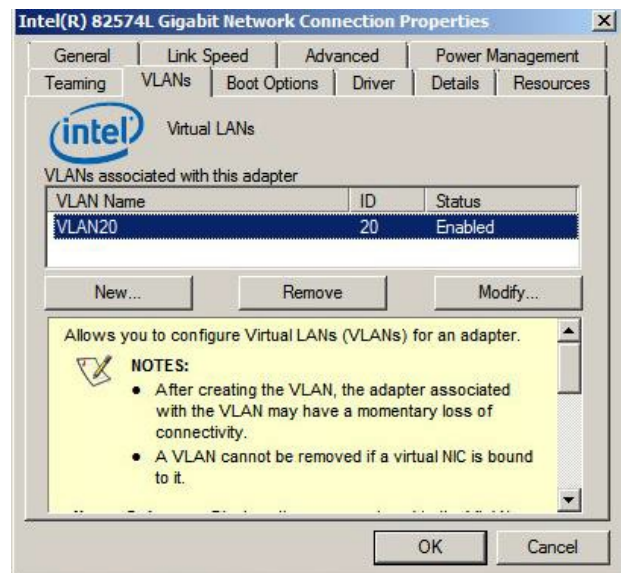 Intel(R) 82574L Gigabit Network Connection Properties
General Link Speed Advanced Power Management
Teaming VLANs Boot Options Driver Details Resources
intel Virtual LANs
VLANs associated with this adapter
VLAN Name ID Status
VLAN20 20 Enabled
New... Remove Modify...
Allows you to configure Virtual LANs (VLANs) for an adapter.
NOTES:
• After creating the VLAN, the adapter associated
with the VLAN may have a momentary loss of
connectivity.
• A VLAN cannot be removed if a virtual NIC is bound
to it.
OK Cancel